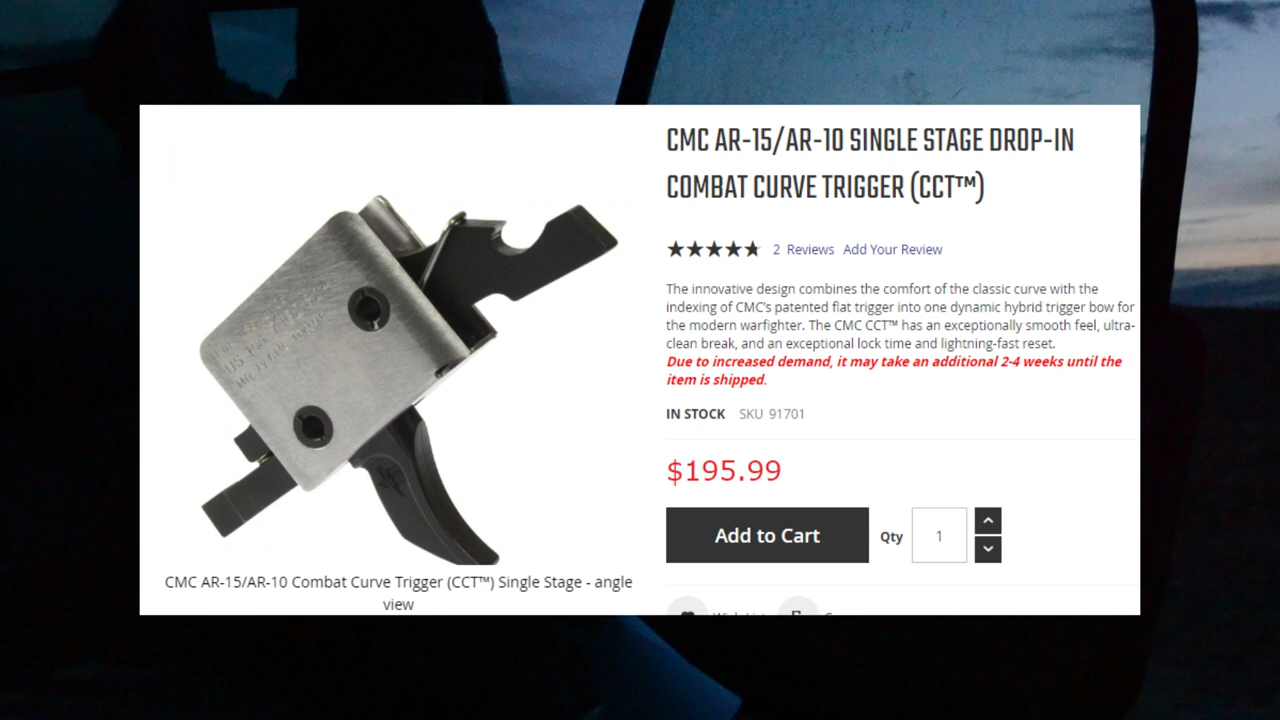 CMC AR-15/AR-10 SINGLE STAGE DROP-IN
COMBAT CURVE TRIGGER (CCT™)
2 Reviews Add Your Review
The innovative design combines the comfort of the classic curve with the
indexing of CMC's patented flat trigger into one dynamic hybrid trigger bow for
the modern warfighter. The CMC CCT™ has an exceptionally smooth feel, ultra-
clean break, and an exceptional lock time and lightning-fast reset.
Due to increased demand, it may take an additional 2-4 weeks until the
item is shipped.
IN STOCK SKU 91701
$195.99
Add to Cart Qty 1
CMC AR-15/AR-10 Combat Curve Trigger (CCT™) Single Stage - angle
view